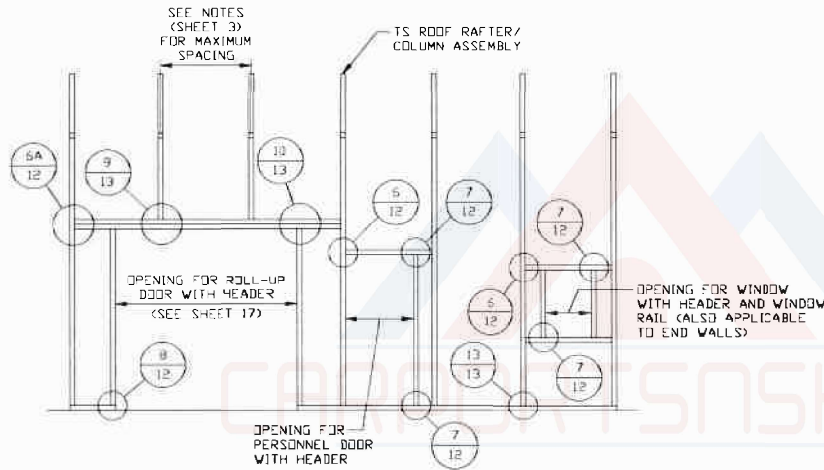 SEE NOTES
(SHEET 3)
FOR MAXIMUM
SPACING
TS ROOF RAFTER/
COLUMN ASSEMBLY
6A
12
9
13
10
13
6
12
7
12
7
12
OPENING FOR ROLL-UP
DOOR WITH HEADER
(SEE SHEET 17)
6
12
OPENING FOR WINDOW
WITH HEADER AND WINDOW
RAIL (ALSO APPLICABLE
TO END WALLS)
7
12
8
12
13
13
7
12
OPENING FOR
PERSONNEL DOOR
WITH HEADER
CARPORTSNSH